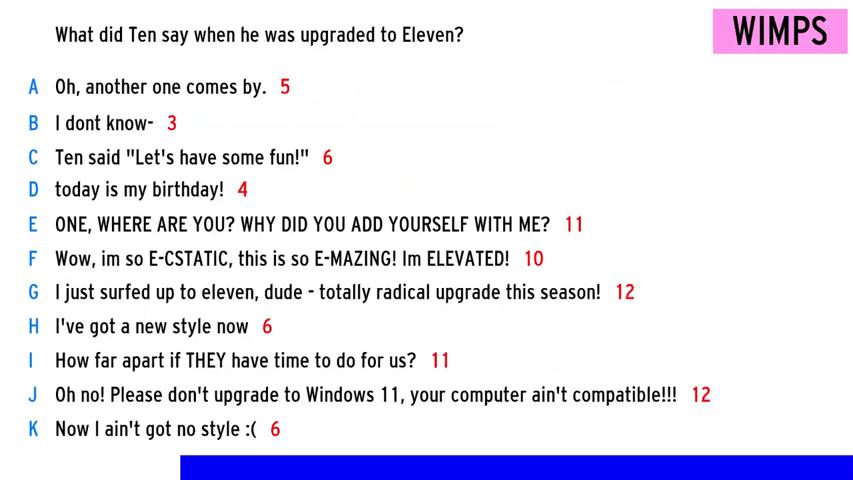 What did Ten say when he was upgraded to Eleven?
WIMPS
A Oh, another one comes by. 5
B I dont know- 3
C Ten said "Let's have some fun!" 6
D today is my birthday! 4
E ONE, WHERE ARE YOU? WHY DID YOU ADD YOURSELF WITH ME? 11
F Wow, im so E-CSTATIC, this is so E-MAZING! Im ELEVATED! 10
G I just surfed up to eleven, dude - totally radical upgrade this season! 12
H I've got a new style now 6
I How far apart if THEY have time to do for us? 11
J Oh no! Please don't upgrade to Windows 11, your computer ain't compatible!!! 12
K Now I ain't got no style :( 6